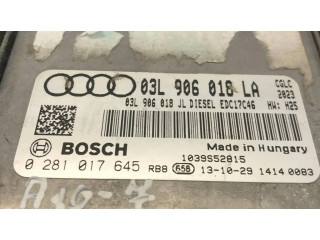 03L 906 018 LA
CGLC
2023
03L 906 018 JL DIESEL EDC17C46
HW: H25
BOSCH
Made in Hungary
1039S52815
0 281 017 645
RB8
658
13-10-29
1414
0083